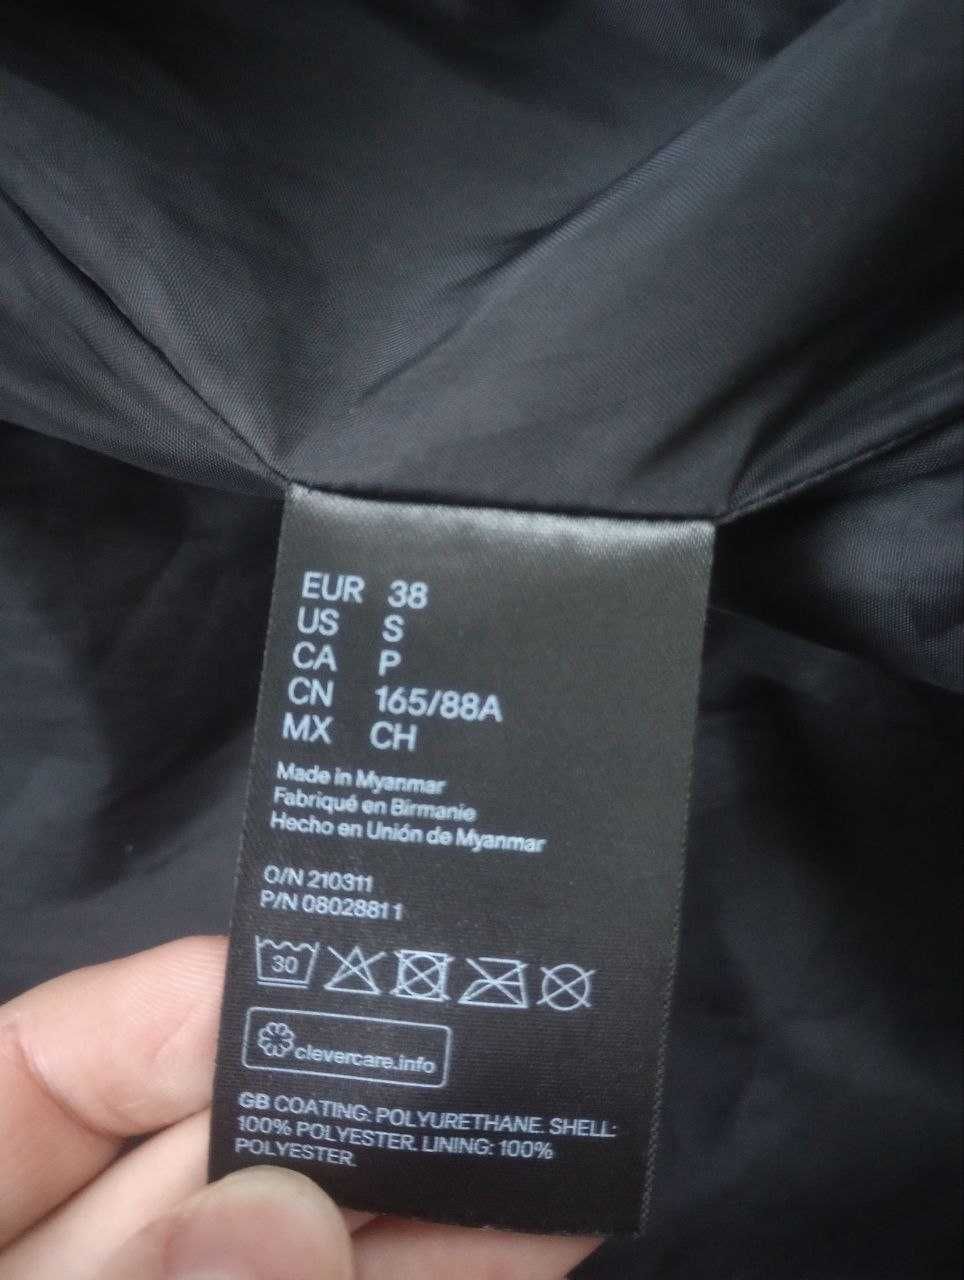 EUR 38
US S
CA P
CN 165/88A
MX CH
Made in Myanmar
Fabriqué en Birmanie
Hecho en Unión de Myanmar
O/N 210311
P/N 08028811
30
clevercare.info
GB COATING: POLYURETHANE. SHELL:
100% POLYESTER. LINING: 100%
POLYESTER.